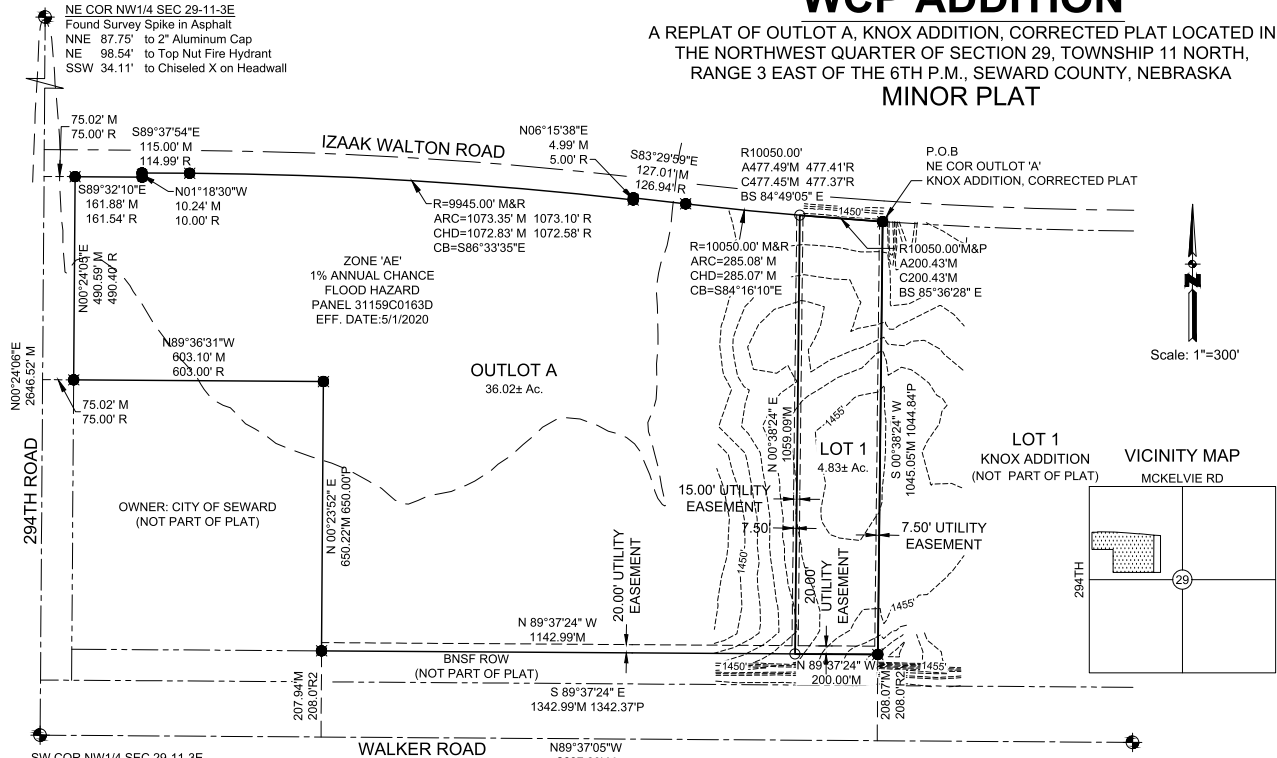 NE COR NW1/4 SEC 29-11-3E
Found Survey Spike in Asphalt
NNE 87.75' to 2" Aluminum Cap
NE 98.54' to Top Nut Fire Hydrant
SSW 34.11' to Chiseled X on Headwall
WCP ADDITION
A REPLAT OF OUTLOT A, KNOX ADDITION, CORRECTED PLAT LOCATED IN
THE NORTHWEST QUARTER OF SECTION 29, TOWNSHIP 11 NORTH,
RANGE 3 EAST OF THE 6TH P.M., SEWARD COUNTY, NEBRASKA
MINOR PLAT
75.02' M
75.00' R
S89°37'54"E
115.00' M
114.99' R
IZAAK WALTON ROAD
N06°15'38"E
4.99' M
5.00' R
S83°29'59"E
127.01'M
126.94'R
R10050.00'
A477.49'M 477.41'R
C477.45'M 477.37'R
BS 84°49'05" E
P.O.B
NE COR OUTLOT 'A'
KNOX ADDITION, CORRECTED PLAT
S89°32'10"E
161.88' M
161.54' R
N01°18'30"W
10.24' M
10.00' R
R=9945.00' M&R
ARC=1073.35' M 1073.10' R
CHD=1072.83' M 1072.58' R
CB=S86°33'35"E
1450'
R=10050.00' M&R
ARC=285.08' M
CHD=285.07' M
CB=S84°16'10"E
R10050.00'M&P
A200.43'M
C200.43'M
BS 85°36'28" E
N
Scale: 1"=300'
N00°24'05"E
490.59' M
490.40' R
ZONE 'AE'
1% ANNUAL CHANCE
FLOOD HAZARD
PANEL 31159C0163D
EFF. DATE:5/1/2020
N89°36'31"W
603.10' M
603.00' R
N00°24'06"E
2646.52' M
OUTLOT A
36.02± Ac.
75.02' M
75.00' R
294TH ROAD
OWNER: CITY OF SEWARD
(NOT PART OF PLAT)
N 00°23'52" E
650.22'M 650.00'P
N 00°38'24" E
1059.09'M
1455'
LOT 1
4.83± Ac.
S 00°38'24" W
1045.05'M 1044.84'P
LOT 1
KNOX ADDITION
(NOT PART OF PLAT)
VICINITY MAP
MCKELVIE RD
294TH
29
15.00' UTILITY
EASEMENT
7.50'
7.50' UTILITY
EASEMENT
1450'
20.00' UTILITY
EASEMENT
20.00'
UTILITY
EASEMENT
1455'
N 89°37'24" W
1142.99'M
BNSF ROW
(NOT PART OF PLAT)
1450'
N 89°37'24" W
200.00'M
1455'
S 89°37'24" E
1342.99'M 1342.37'P
207.94'M
208.0'R2
208.07'M
208.0'R2
WALKER ROAD
N89°37'05"W
SW COR NW1/4 SEC 29-11-3E